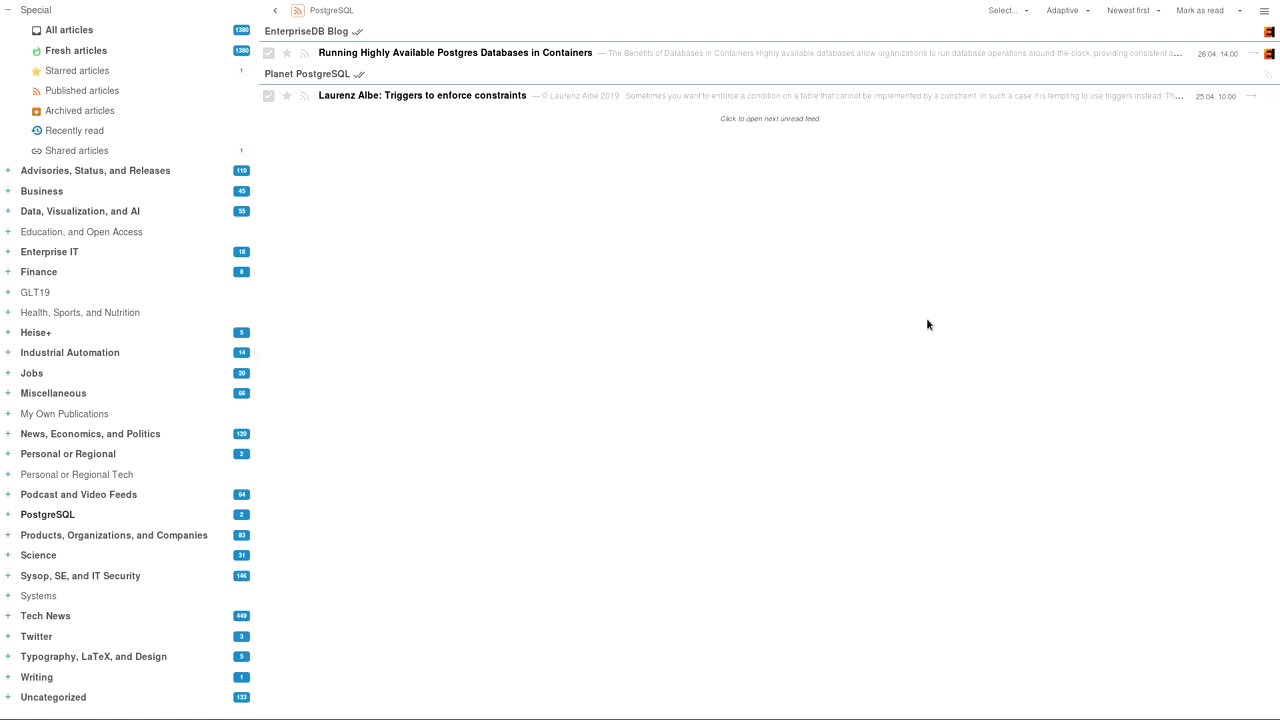 Special
All articles 1380
Fresh articles 1380
Starred articles 1
Published articles
Archived articles
Recently read
Shared articles 1
Advisories, Status, and Releases 110
Business 45
Data, Visualization, and AI 55
Education, and Open Access
Enterprise IT 18
Finance 8
GLT19
Health, Sports, and Nutrition
Heise+ 5
Industrial Automation 14
Jobs 20
Miscellaneous 66
My Own Publications
News, Economics, and Politics 120
Personal or Regional 2
Personal or Regional Tech
Podcast and Video Feeds 64
PostgreSQL 2
Products, Organizations, and Companies 83
Science 31
Sysop, SE, and IT Security 146
Systems
Tech News 449
Twitter 3
Typography, LaTeX, and Design 5
Writing 1
Uncategorized 133
PostgreSQL Select... Adaptive Newest first Mark as read
EnterpriseDB Blog
Running Highly Available Postgres Databases in Containers — The Benefits of Databases in Containers Highly available databases allow organizations to run database operations around-the-clock, providing consistent a… 26.04. 14:00
Planet PostgreSQL
Laurenz Albe: Triggers to enforce constraints — © Laurenz Albe 2019 Sometimes you want to enforce a condition on a table that cannot be implemented by a constraint. In such a case it is tempting to use triggers instead. Th… 25.04. 10:00
Click to open next unread feed.